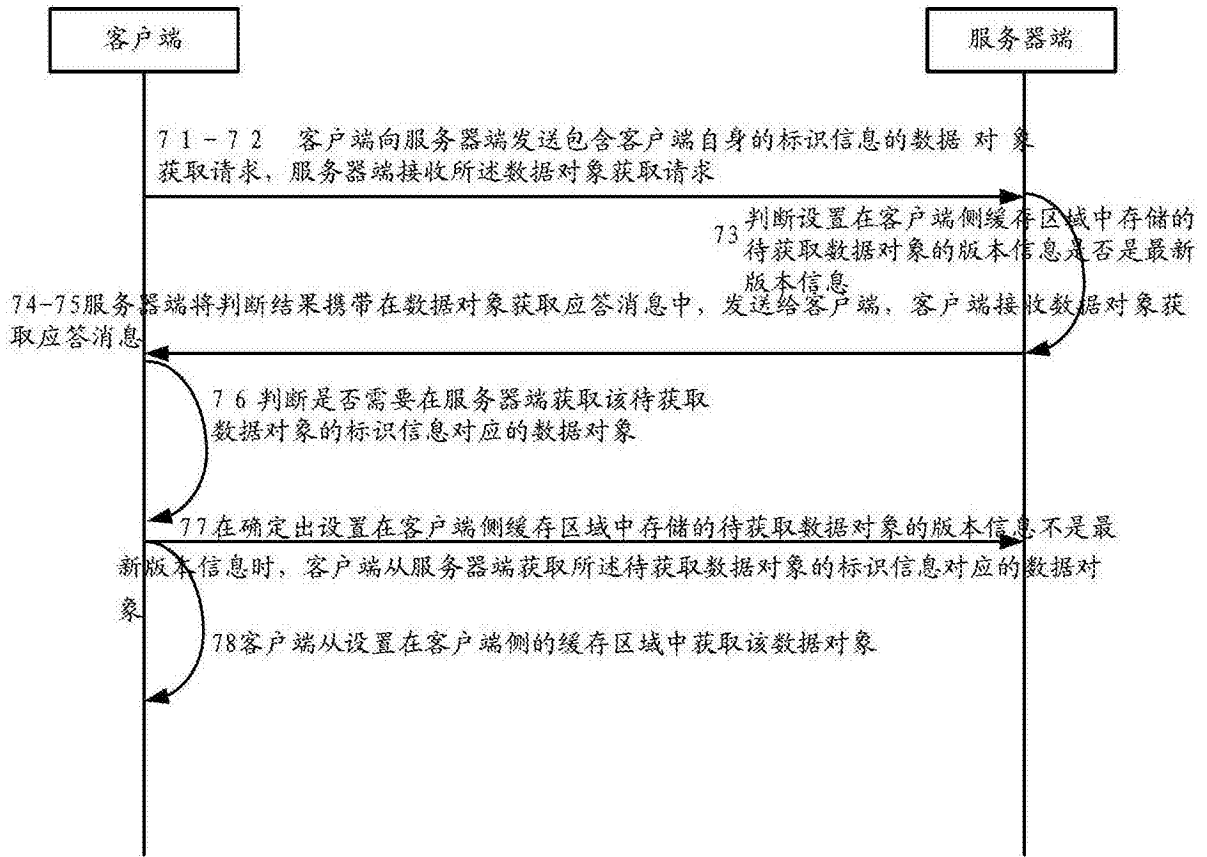 客户端
服务器端
71-72 客户端向服务器端发送包含客户端自身的标识信息的数据 对 象
获取请求、服务器端接收所述数据对象获取请求
73
判断设置在客户端侧缓存区域中存储的
待获取数据对象的版本信息是否是最新
版本信息
74-75服务器端将判断结果携带在数据对象获取应答消息中，发送给客户端、客户端接收数据对象获
取应答消息
76 判断是否需要在服务器端获取该待获取
数据对象的标识信息对应的数据对象
77在确定出设置在客户端侧缓存区域中存储的待获取数据对象的版本信息不是最
新版本信息时，客户端从服务器端获取所述待获取数据对象的标识信息对应的数据对
象
78客户端从设置在客户端侧的缓存区域中获取该数据对象